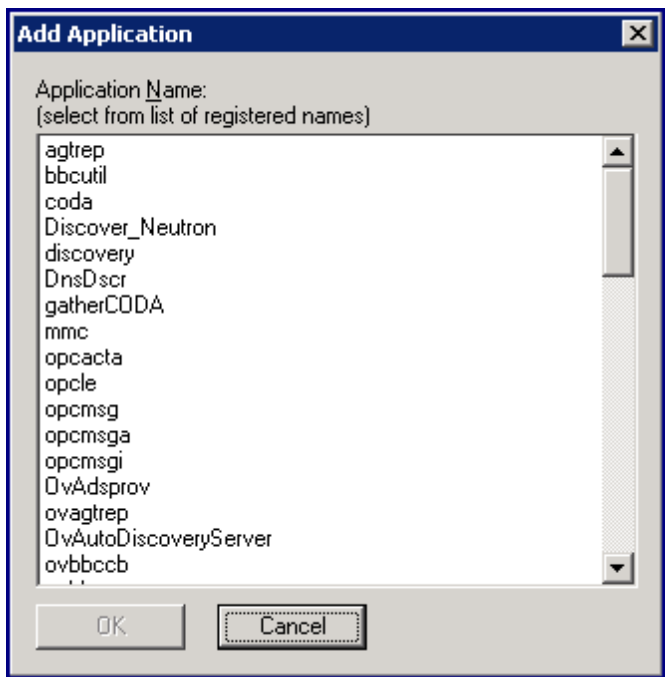 Add Application
Application Name:
(select from list of registered names)
agtrep
bbcutil
coda
Discover_Neutron
discovery
DnsDscr
gatherCODA
mmc
opcacta
opcle
opcmsg
opcmsga
opcmsgi
OvAdsprov
ovagtrep
OvAutoDiscoveryServer
ovbbccb
OK
Cancel